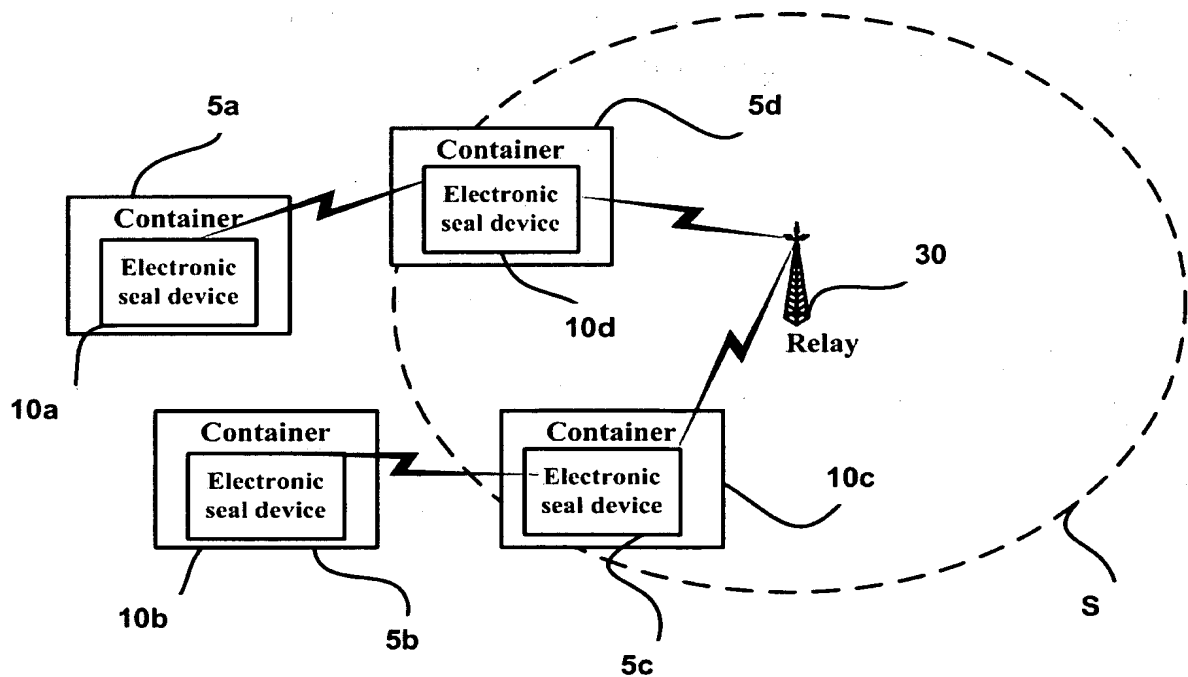 5a
5d
Container
Electronic
seal device
Container
Electronic
seal device
30
10d
Relay
10a
Container
Electronic
seal device
Container
Electronic
seal device
10c
S
10b
5b
5c